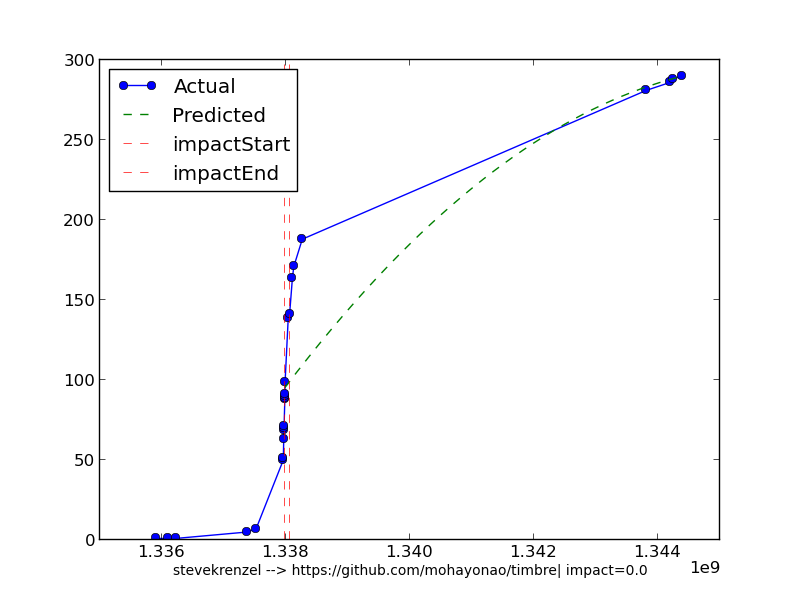 300
250
200
150
100
50
0
Actual
Predicted
impactStart
impactEnd
1.336 1.338 1.340 1.342 1.344
1e9
stevekrenzel --> https://github.com/mohayonao/timbre| impact=0.0